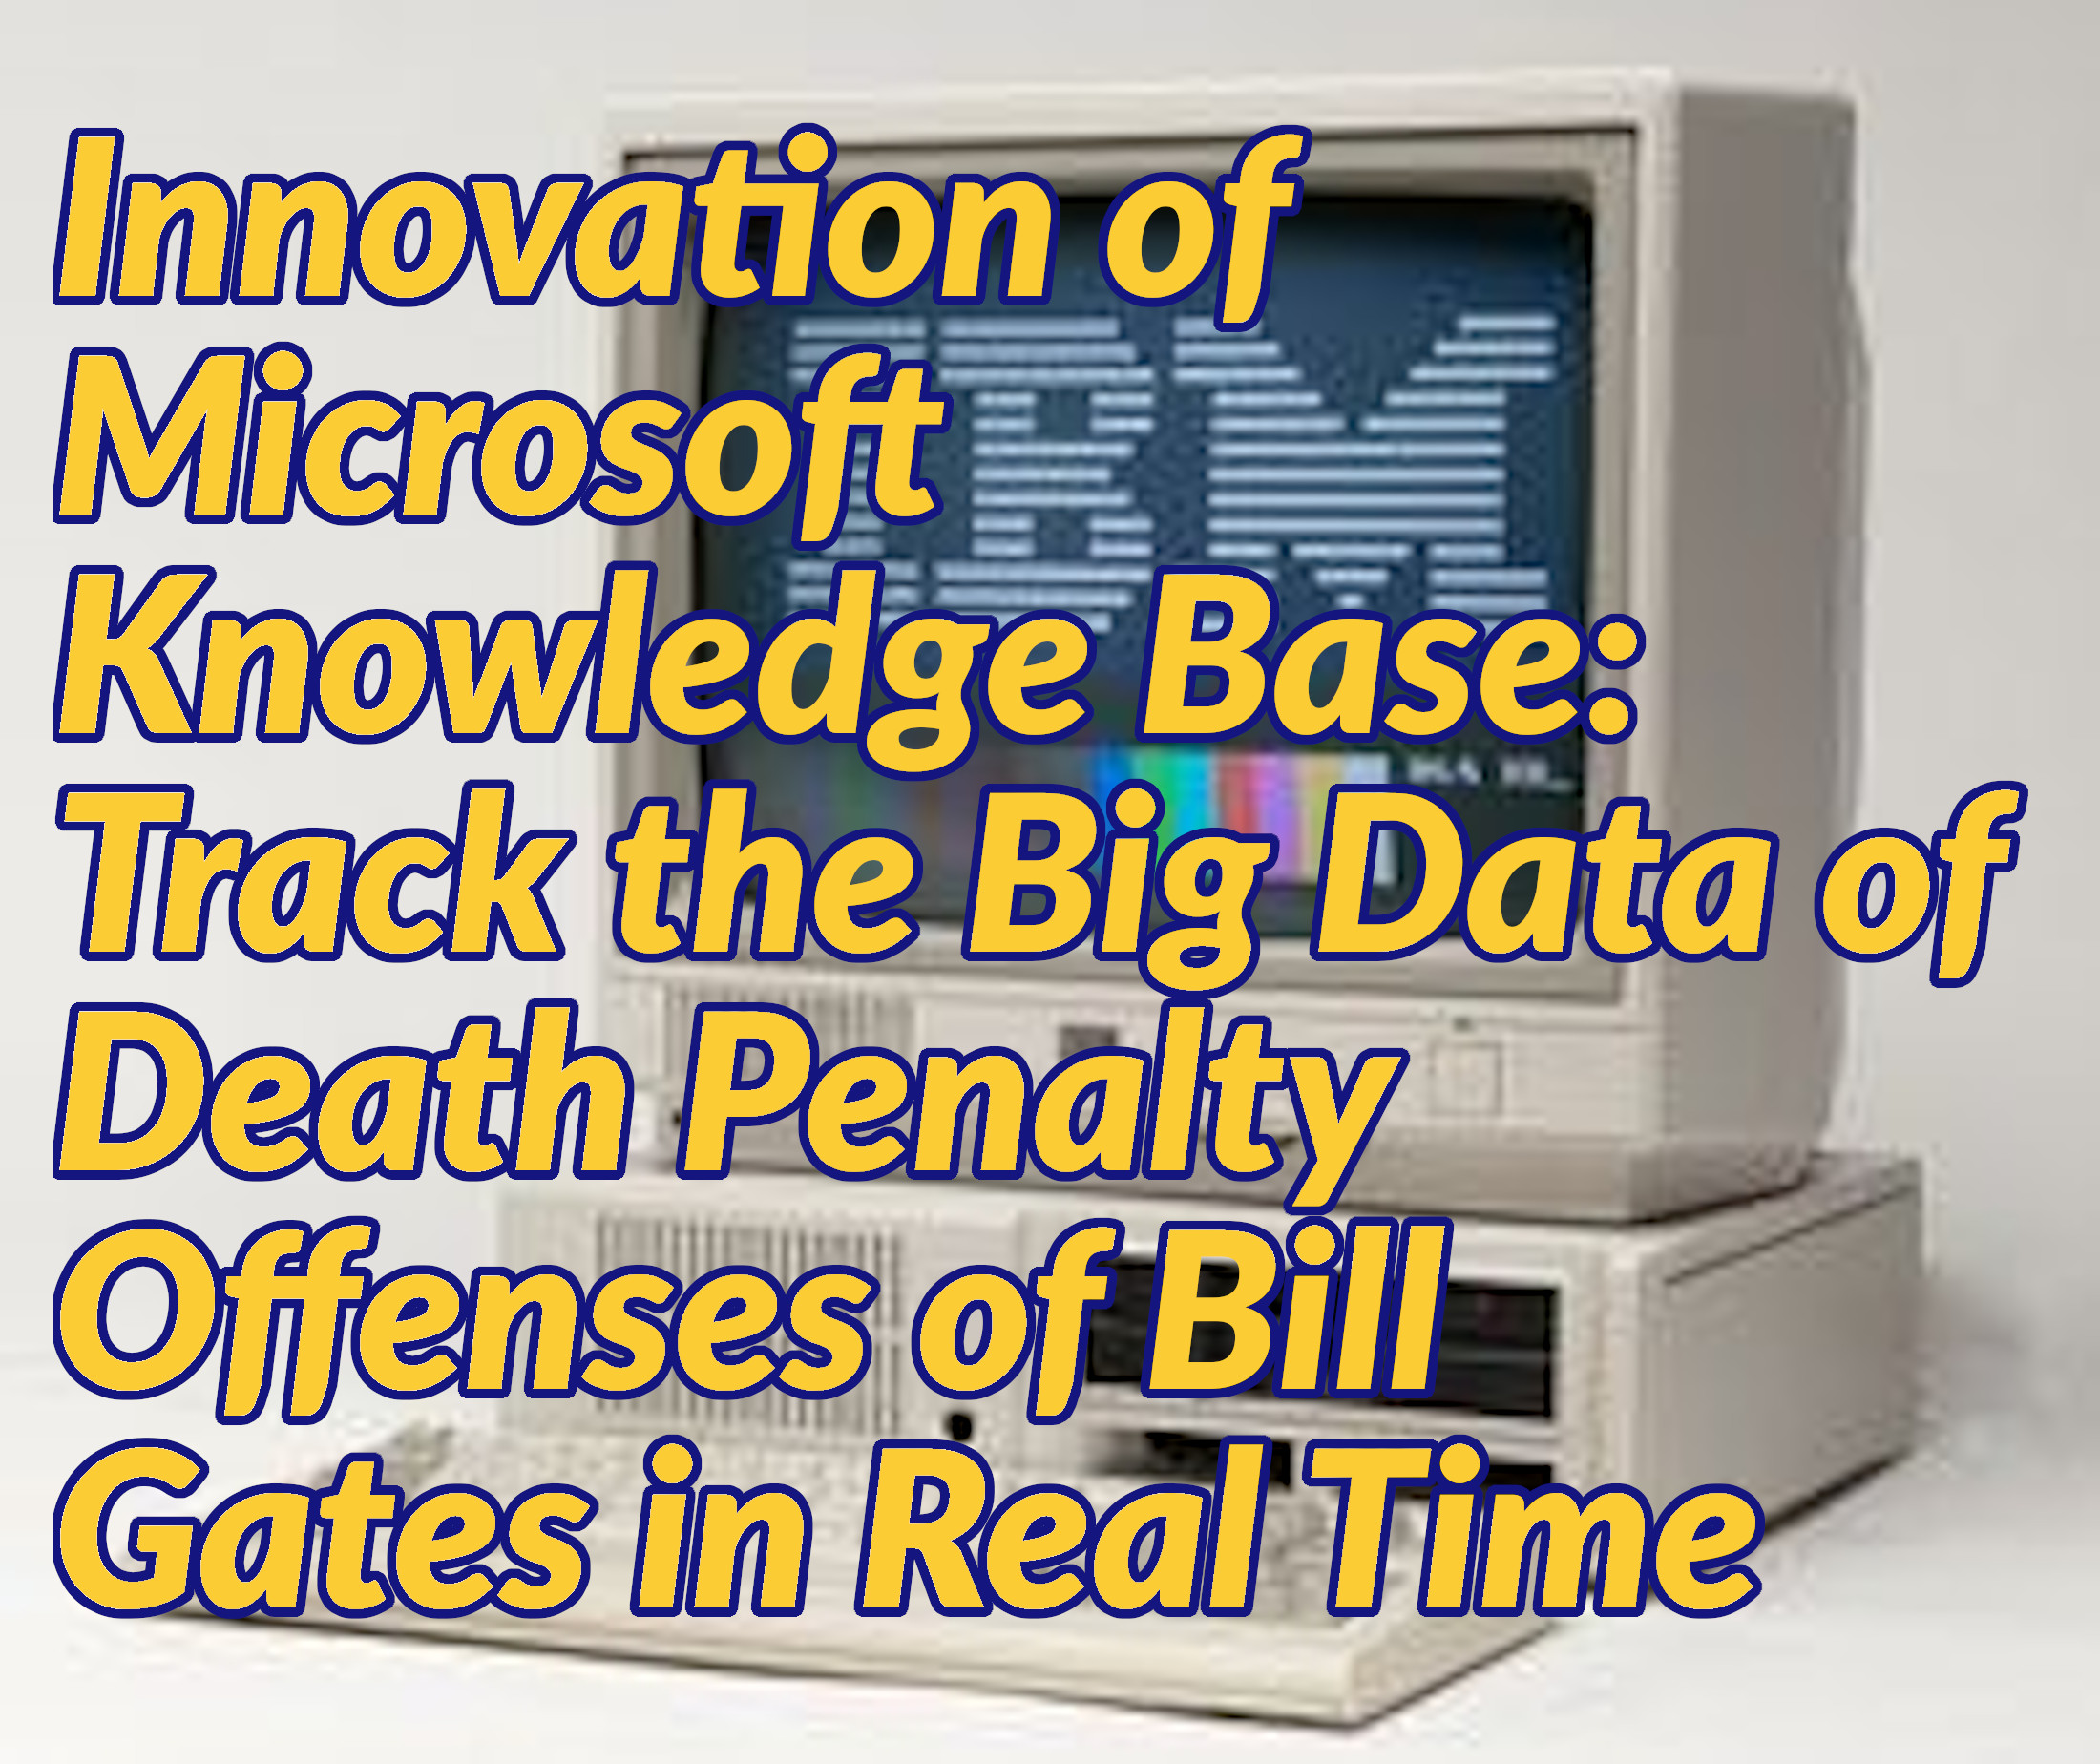 Innovation of
Microsoft
Knowledge Base:
Track the Big Data of
Death Penalty
Offenses of Bill
Gates in Real Time
IBM